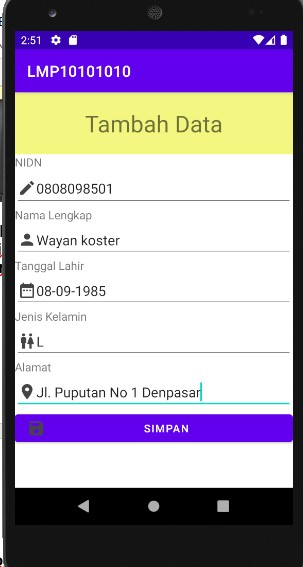 2:51
LMP10101010
Tambah Data
NIDN
0808098501
Nama Lengkap
Wayan koster
Tanggal Lahir
08-09-1985
Jenis Kelamin
L
Alamat
Jl. Puputan No 1 Denpasar
SIMPAN